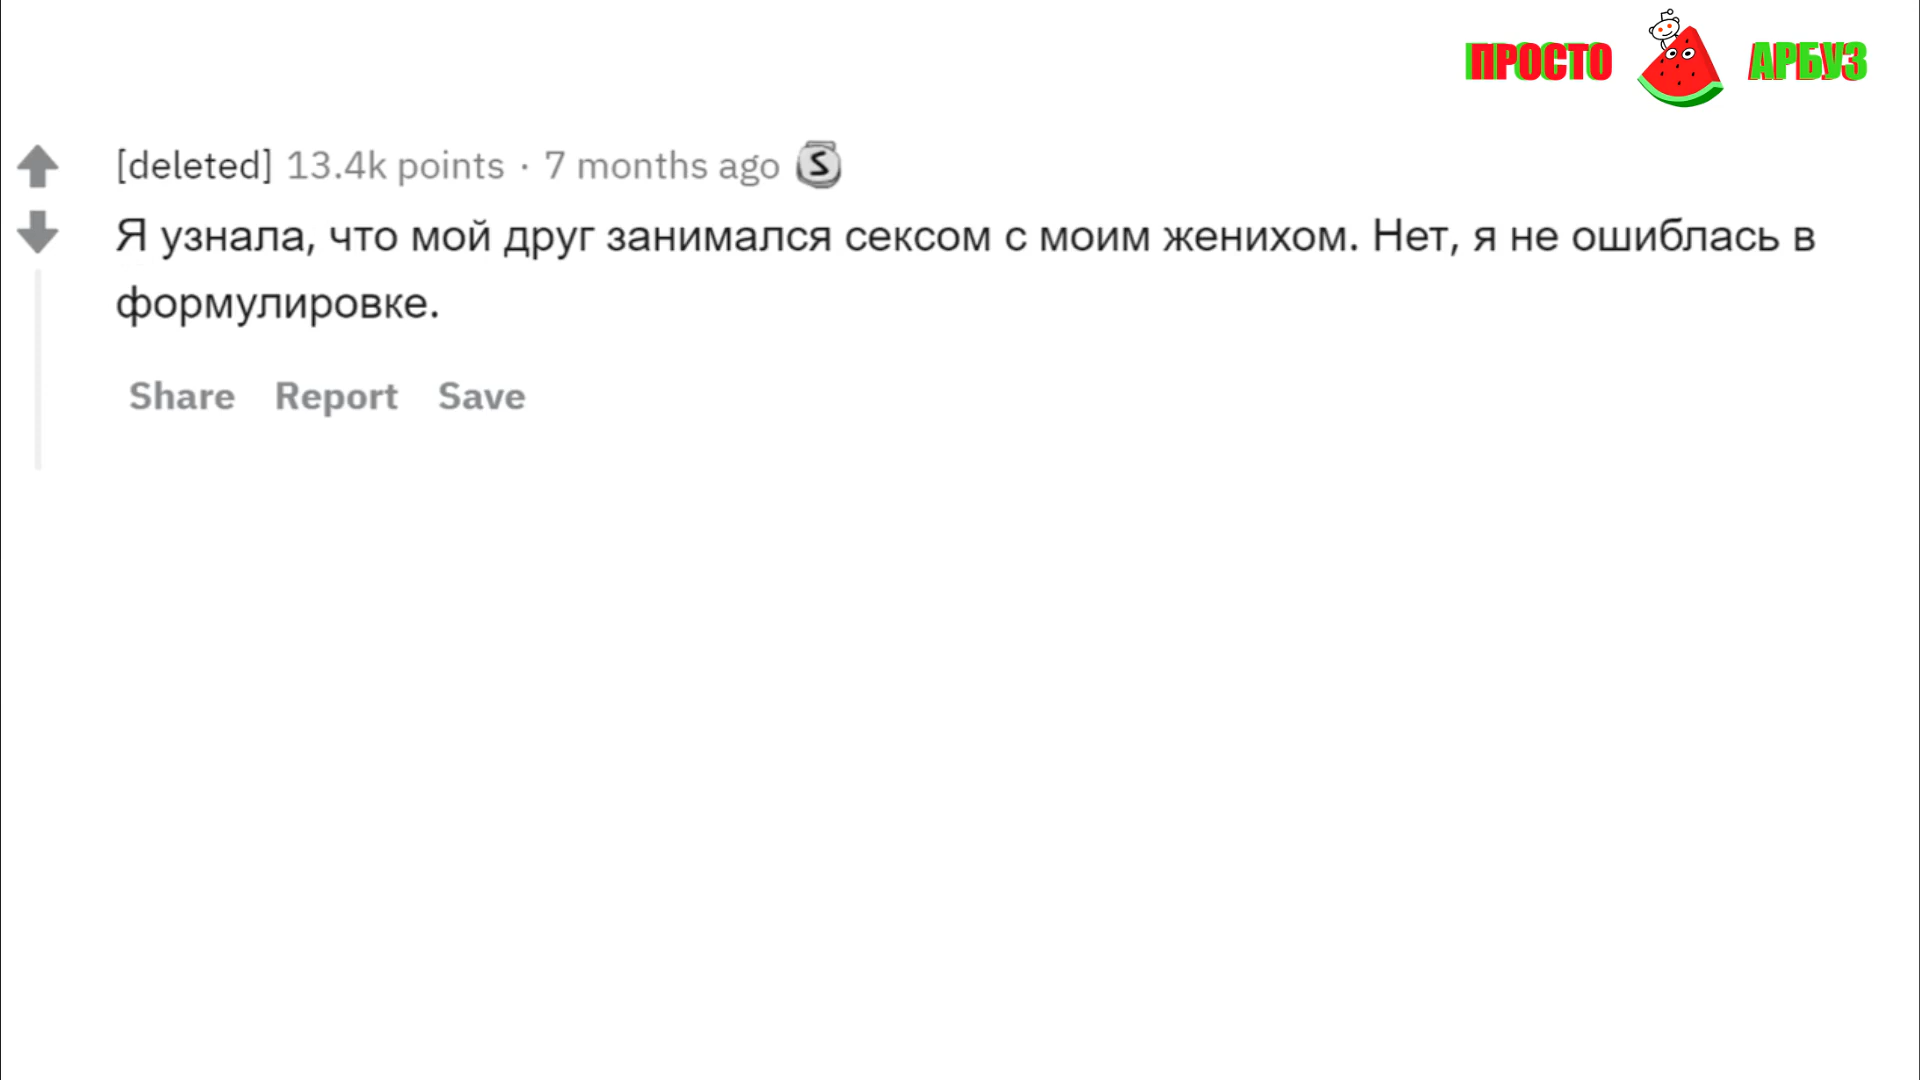 ПРОСТО АРБУЗ
[deleted] 13.4k points · 7 months ago S
Я узнала, что мой друг занимался сексом с моим женихом. Нет, я не ошиблась в
формулировке.
Share Report Save